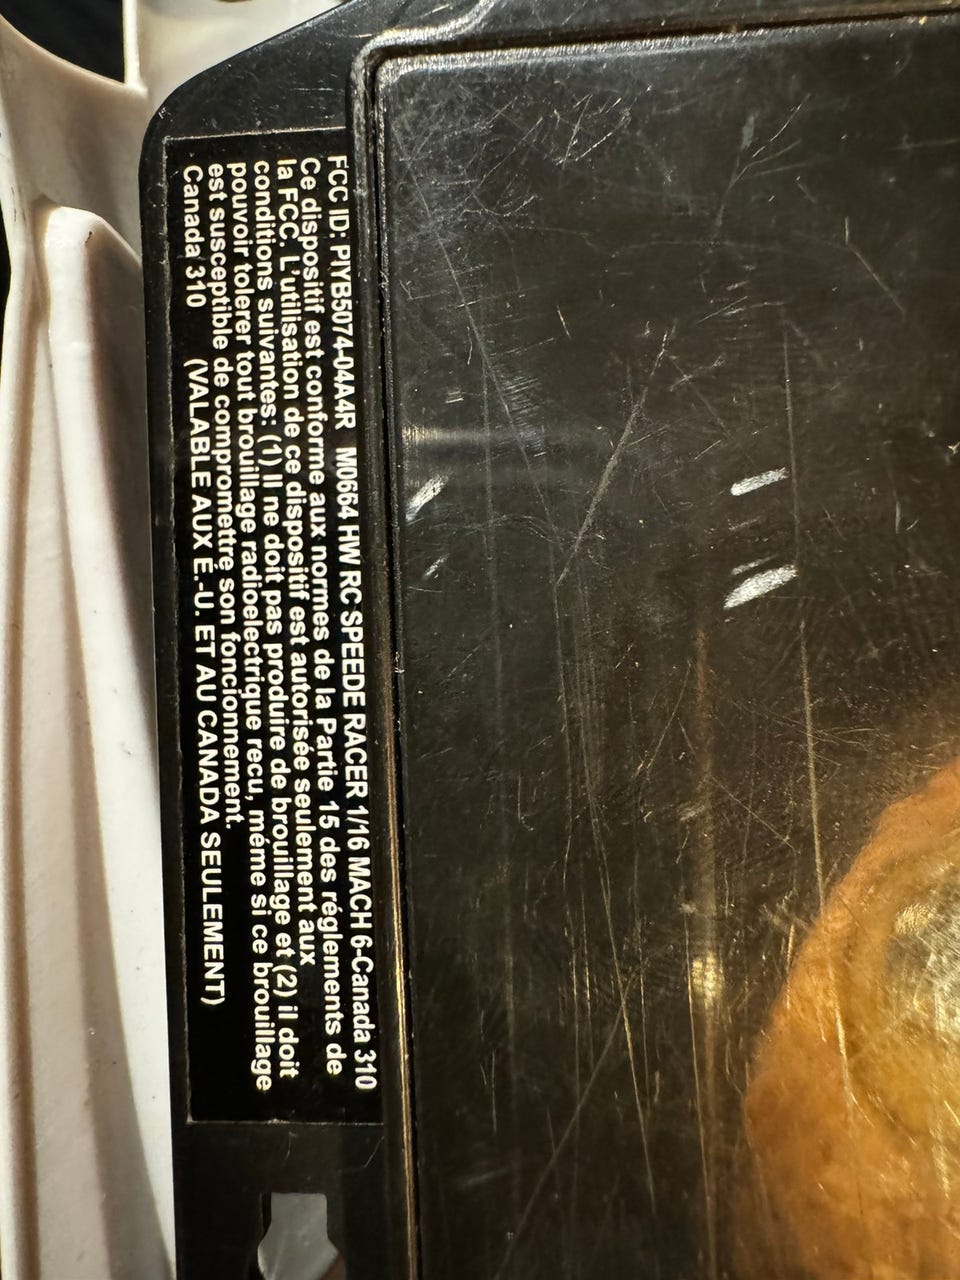 FCC ID: PIYB5074-04A4R M0664 HW RC SPEEDE RACER 1/16 MACH 6-Canada 310
Ce dispositif est conforme aux normes de la Partie 15 des réglements de
la FCC. L'utilisation de ce dispositif est autorisée seulement aux
conditions suivantes: (1) Il ne doit pas produire de brouillage et (2) il doit
pouvoir tolerer tout brouillage radioelectrique recu, méme si ce brouillage
est susceptible de compromettre son foncionnement.
Canada 310 (VALABLE AUX É.-U. ET AU CANADA SEULEMENT)